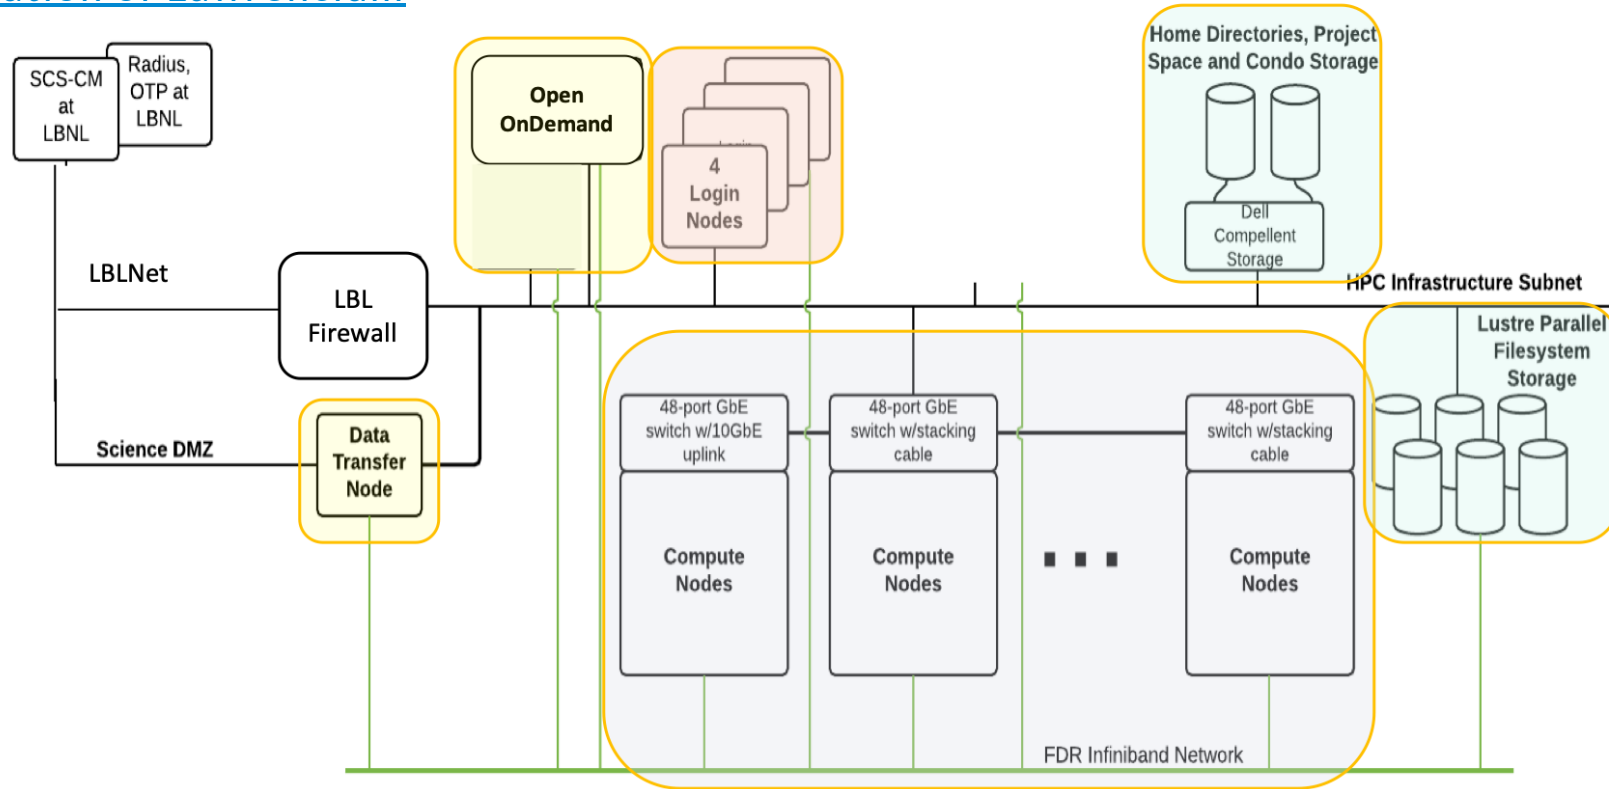 SCS-CM
at
LBNL
Radius,
OTP at
LBNL
Open
OnDemand
4
Login
Nodes
Home Directories, Project
Space and Condo Storage
Dell
Compellent
Storage
LBLNet
LBL
Firewall
HPC Infrastructure Subnet
Lustre Parallel
Filesystem
Storage
Science DMZ
Data
Transfer
Node
48-port GbE
switch w/10GbE
uplink
48-port GbE
switch w/stacking
cable
48-port GbE
switch w/stacking
cable
Compute
Nodes
Compute
Nodes
Compute
Nodes
FDR Infiniband Network